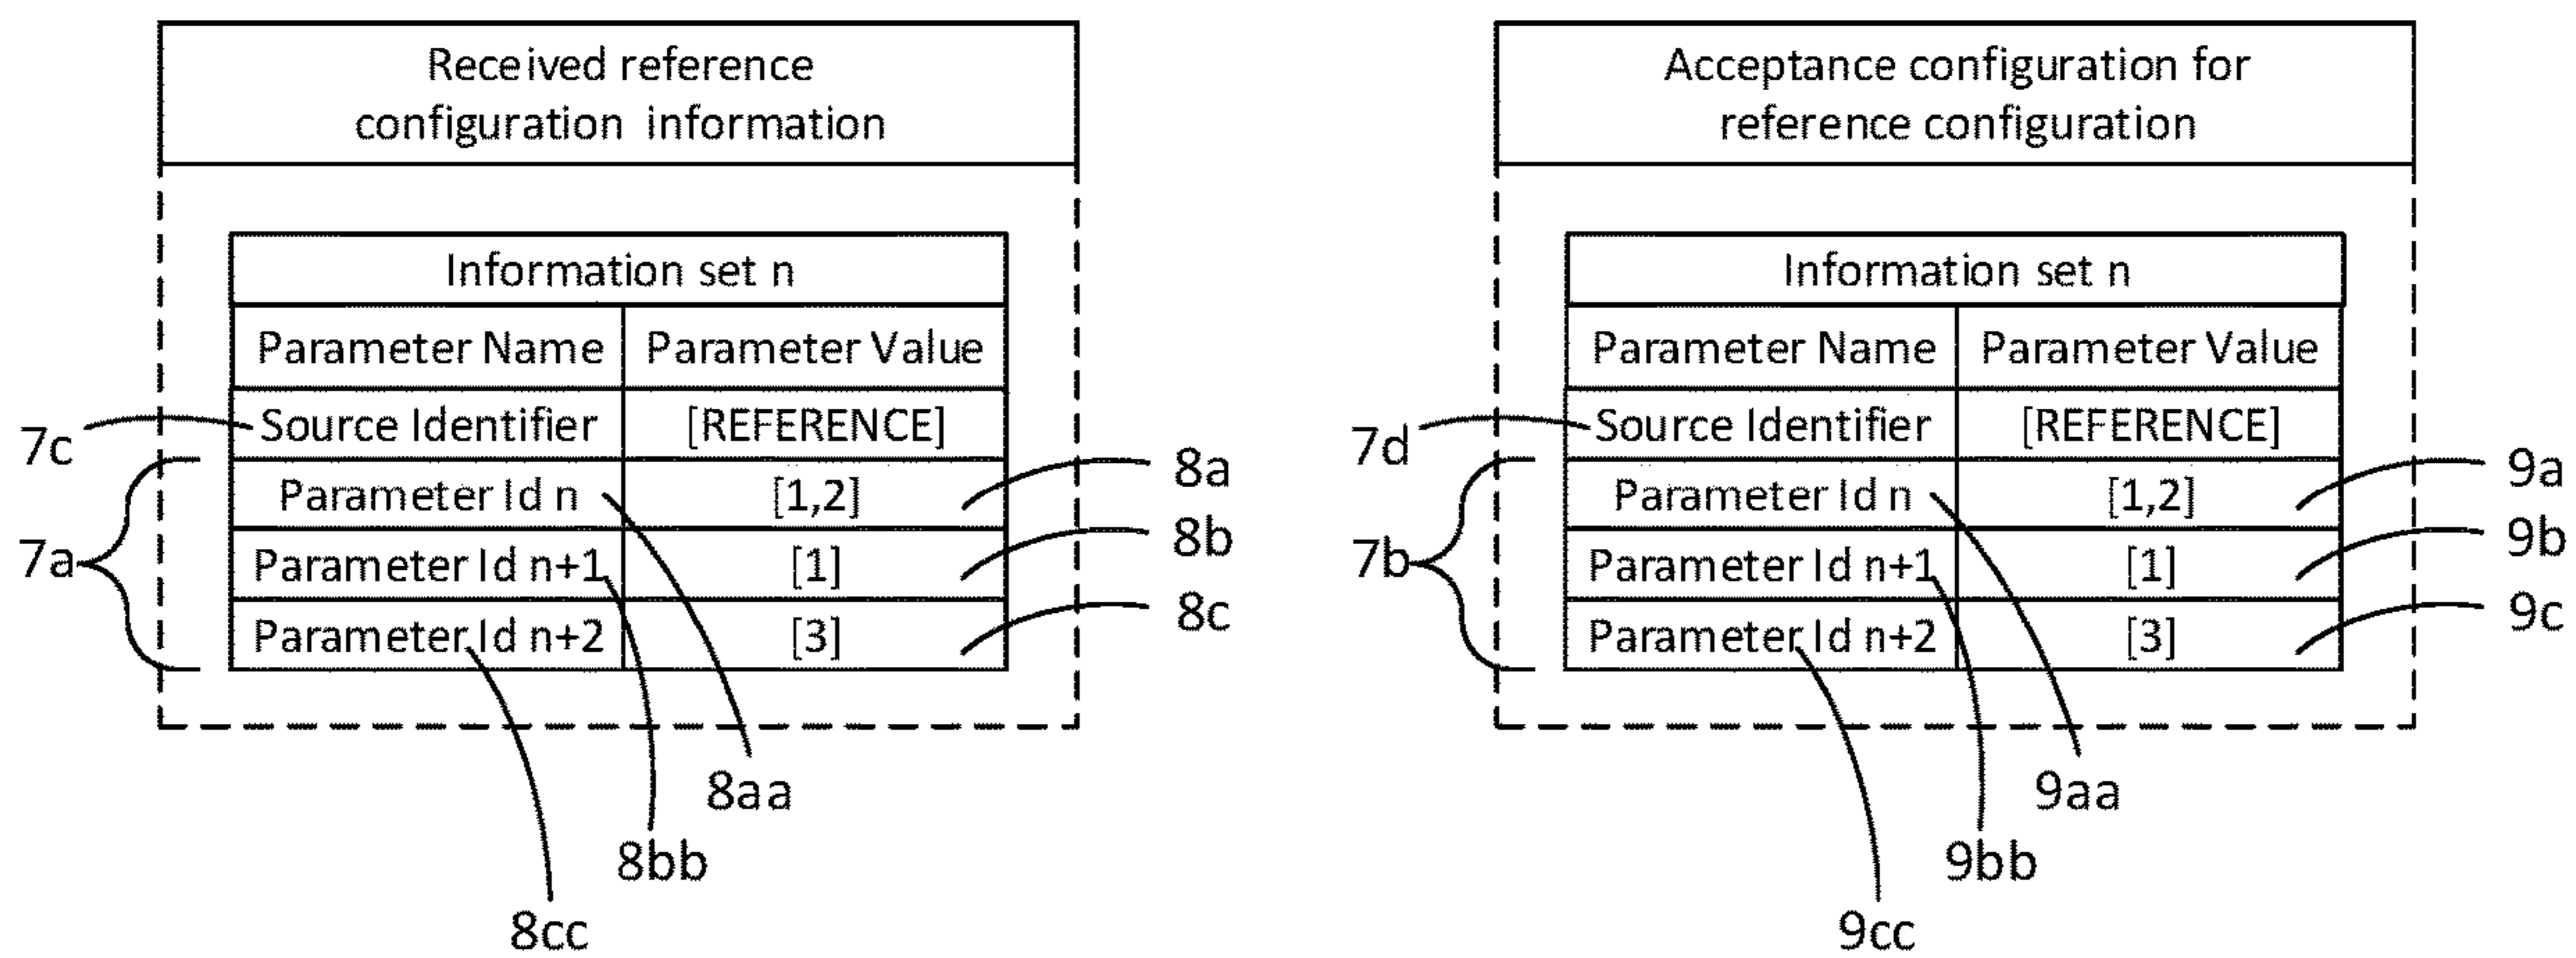 Received reference
configuration information
Information set n
Parameter Name Parameter Value
7c Source Identifier [REFERENCE]
7a Parameter Id n [1,2] 8a
Parameter Id n+1 [1] 8b
Parameter Id n+2 [3] 8c
8aa
8bb
8cc
Acceptance configuration for
reference configuration
Information set n
Parameter Name Parameter Value
7d Source Identifier [REFERENCE]
7b Parameter Id n [1,2] 9a
Parameter Id n+1 [1] 9b
Parameter Id n+2 [3] 9c
9aa
9bb
9cc